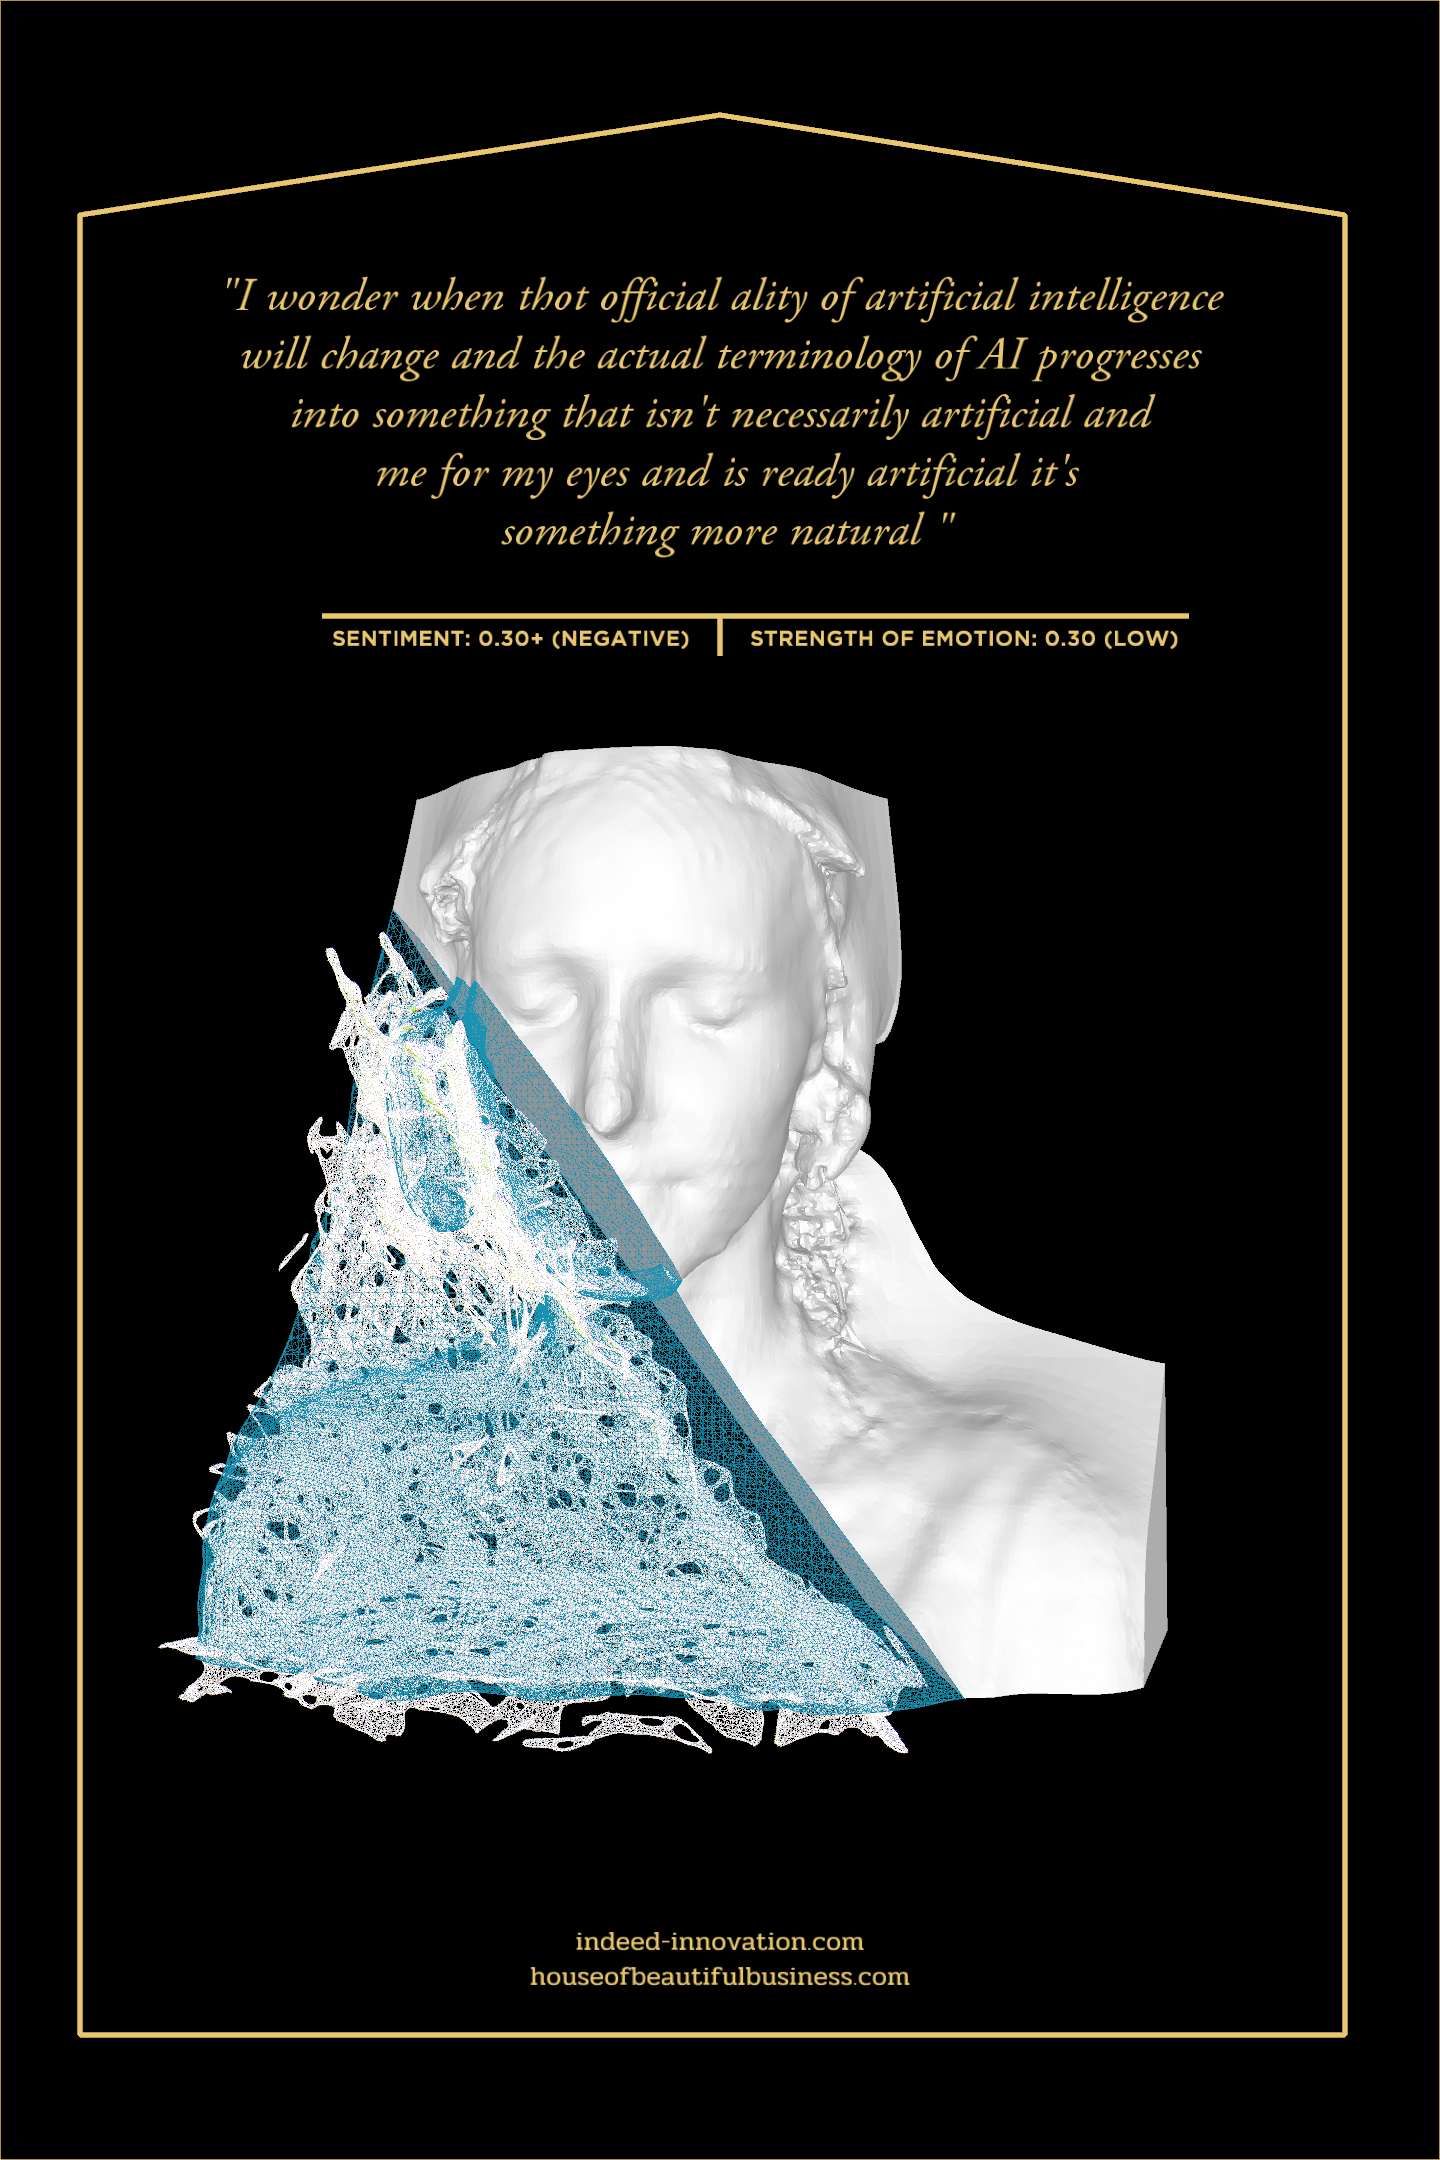 "I wonder when thot official ality of artificial intelligence
will change and the actual terminology of AI progresses
into something that isn't necessarily artificial and
me for my eyes and is ready artificial it's
something more natural "
SENTIMENT: 0.30+ (NEGATIVE) STRENGTH OF EMOTION: 0.30 (LOW)
indeed-innovation.com
houseofbeautifulbusiness.com